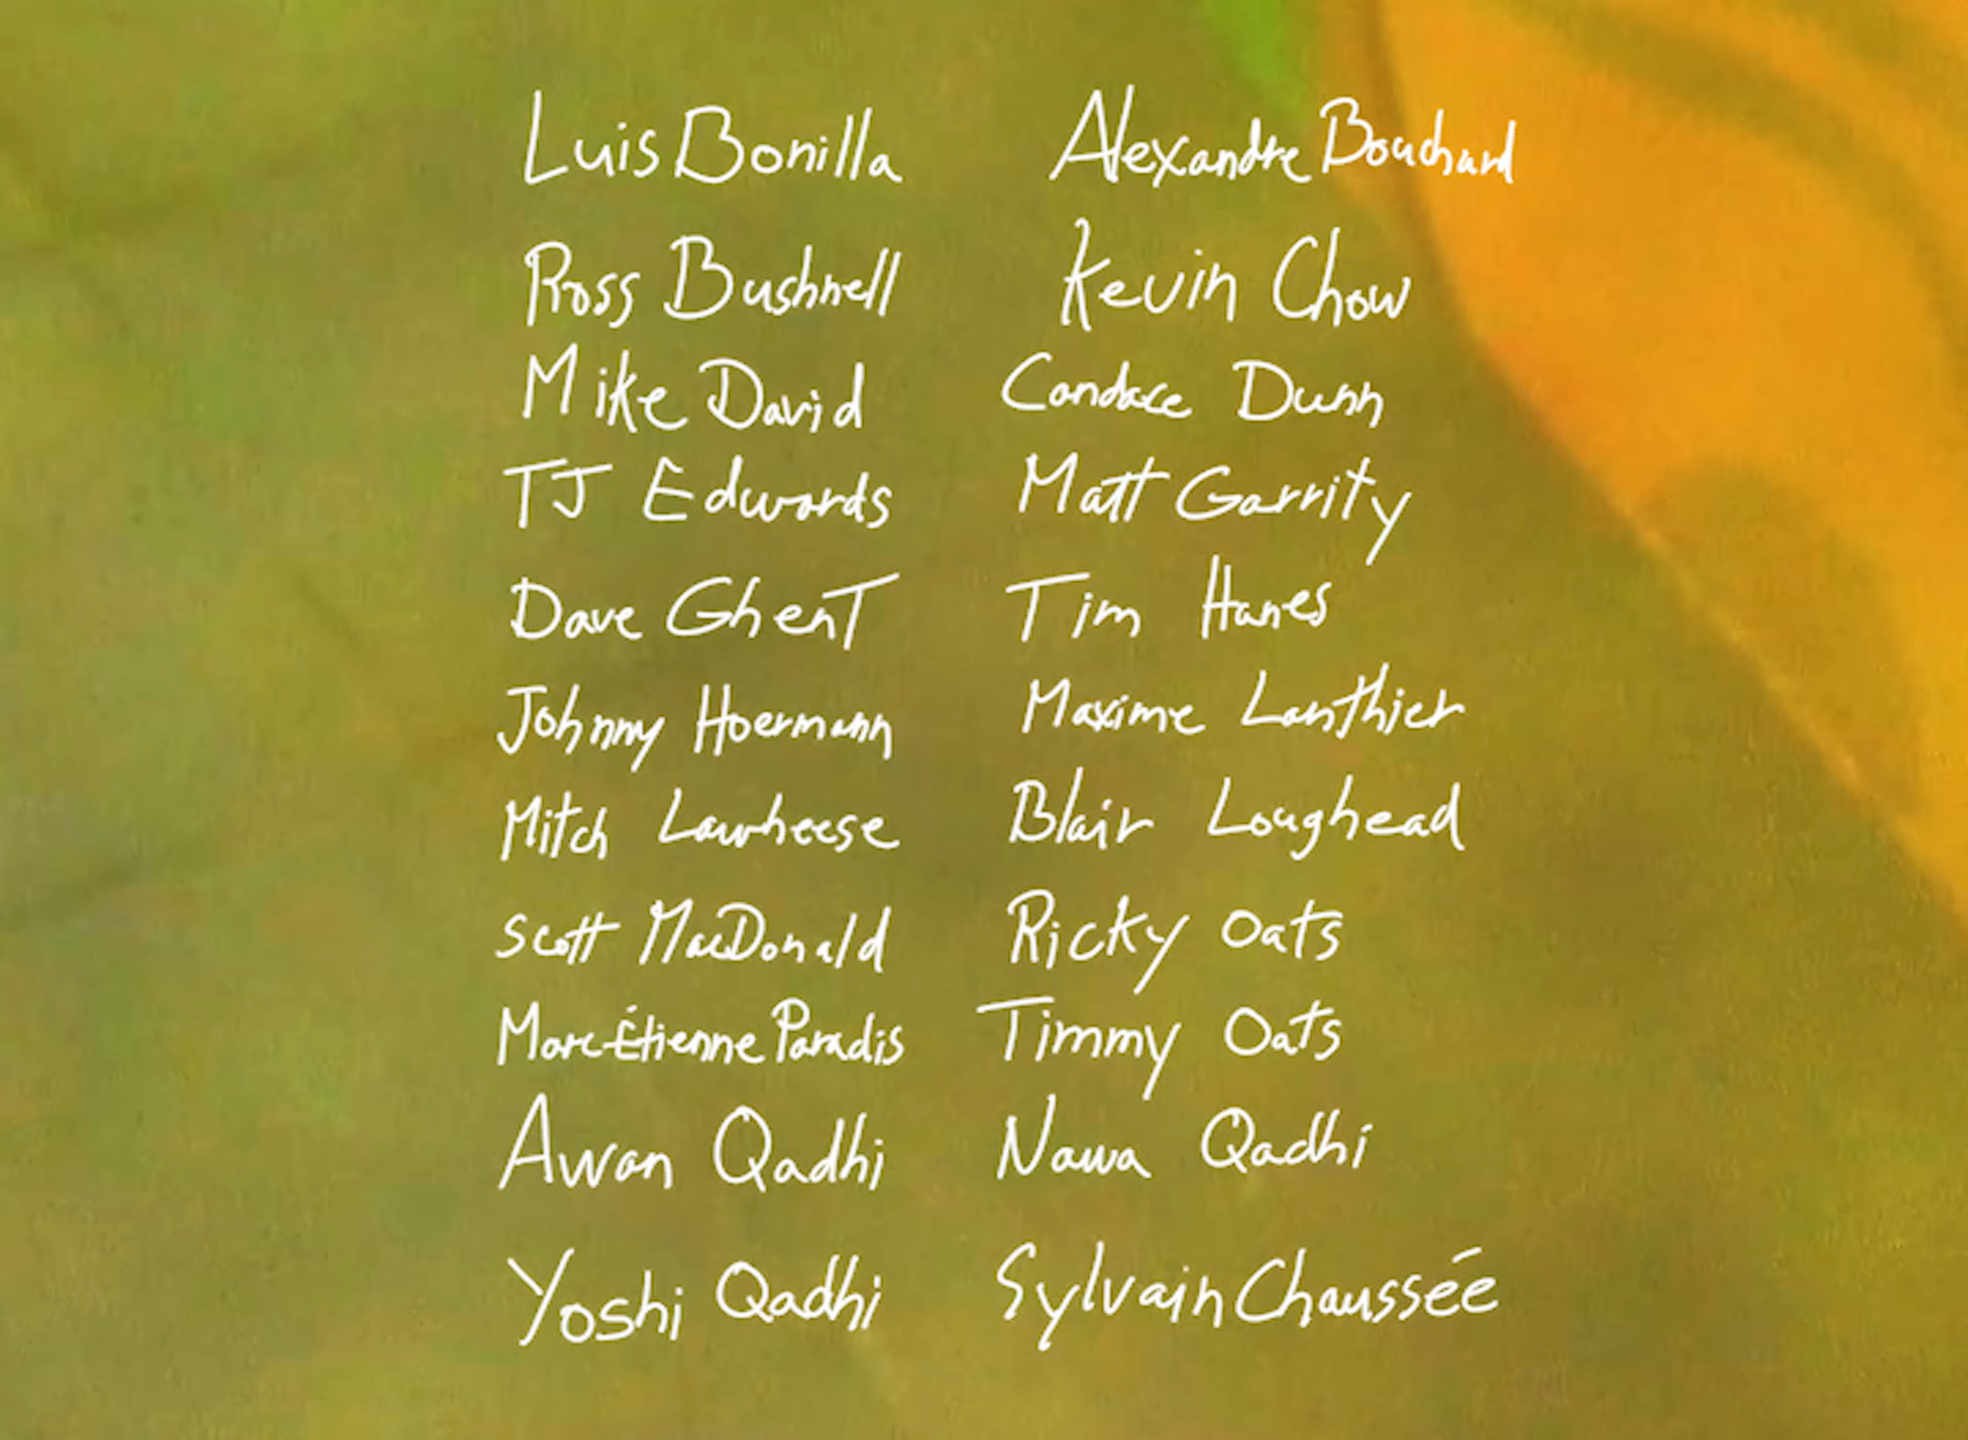 Luis Bonilla Alexandre Bouchard
Ross Bushnell Kevin Chow
Mike David Candace Dunn
TJ Edwards Matt Garrity
Dave Ghent Tim Hanes
Johnny Hoermann Maxime Lanthier
Mitch Lawrheese Blair Loughead
Scott MacDonald Ricky Oats
Marc-Étienne Paradis Timmy Oats
Awan Qadhi Nawa Qadhi
Yoshi Qadhi Sylvain Chaussée